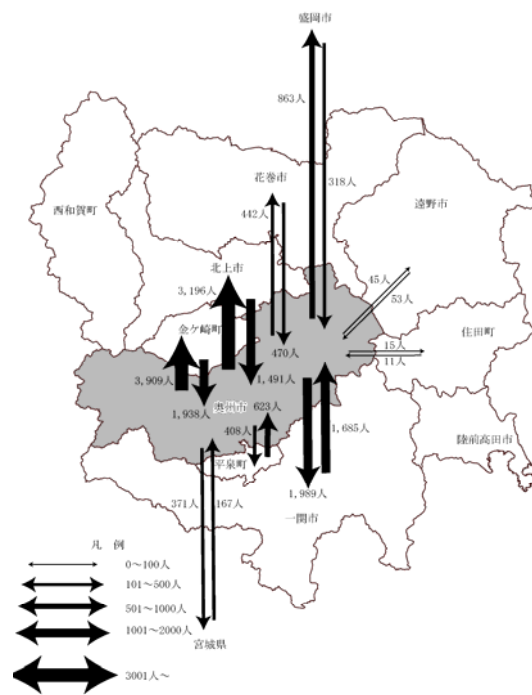 盛岡市
863人
318人
花巻市
442人
西和賀町
遠野市
北上市
3,196人
45人
53人
金ケ崎町
住田町
470人
15人
11人
3,909人
1,491人
1,938人
奥州市
623人
408人
1,685人
陸前高田市
平泉町
371人
167人
1,989人
一関市
凡 例
0～100人
101～500人
501～1000人
1001～2000人
宮城県
3001人～